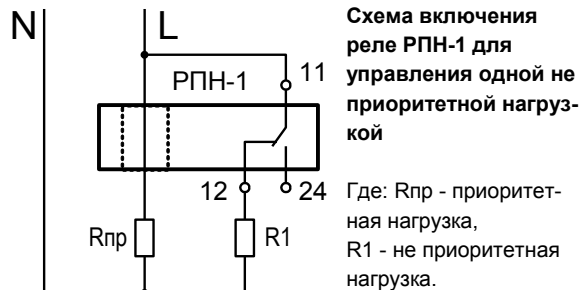 N L
РПН-1
11
12
24
Rпр
R1
Схема включения
реле РПН-1 для
управления одной не
приоритетной нагруз-
кой
Где: Rпр - приоритет-
ная нагрузка,
R1 - не приоритетная
нагрузка.